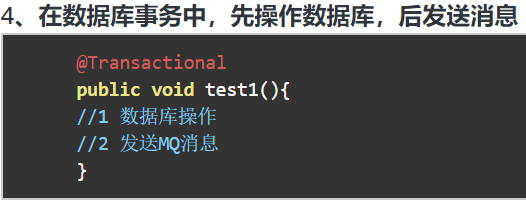 4、在数据库事务中，先操作数据库，后发送消息
@Transactional
public void test1(){
//1 数据库操作
//2 发送MQ消息
}